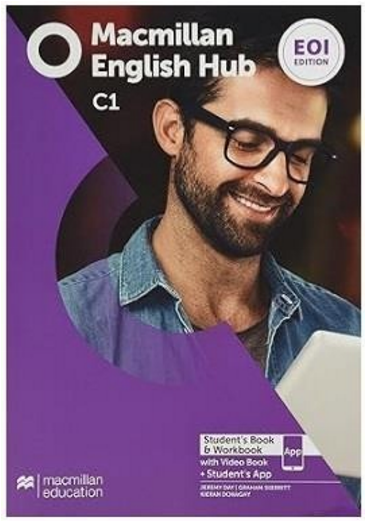 Macmillan
English Hub
C1
EOI
EDITION
Student's Book
& Workbook
with Video Book
+ Student's App
App
JEREMY DAY | GRAHAM SKERRITT
KIERAN DONAGHY
macmillan
education